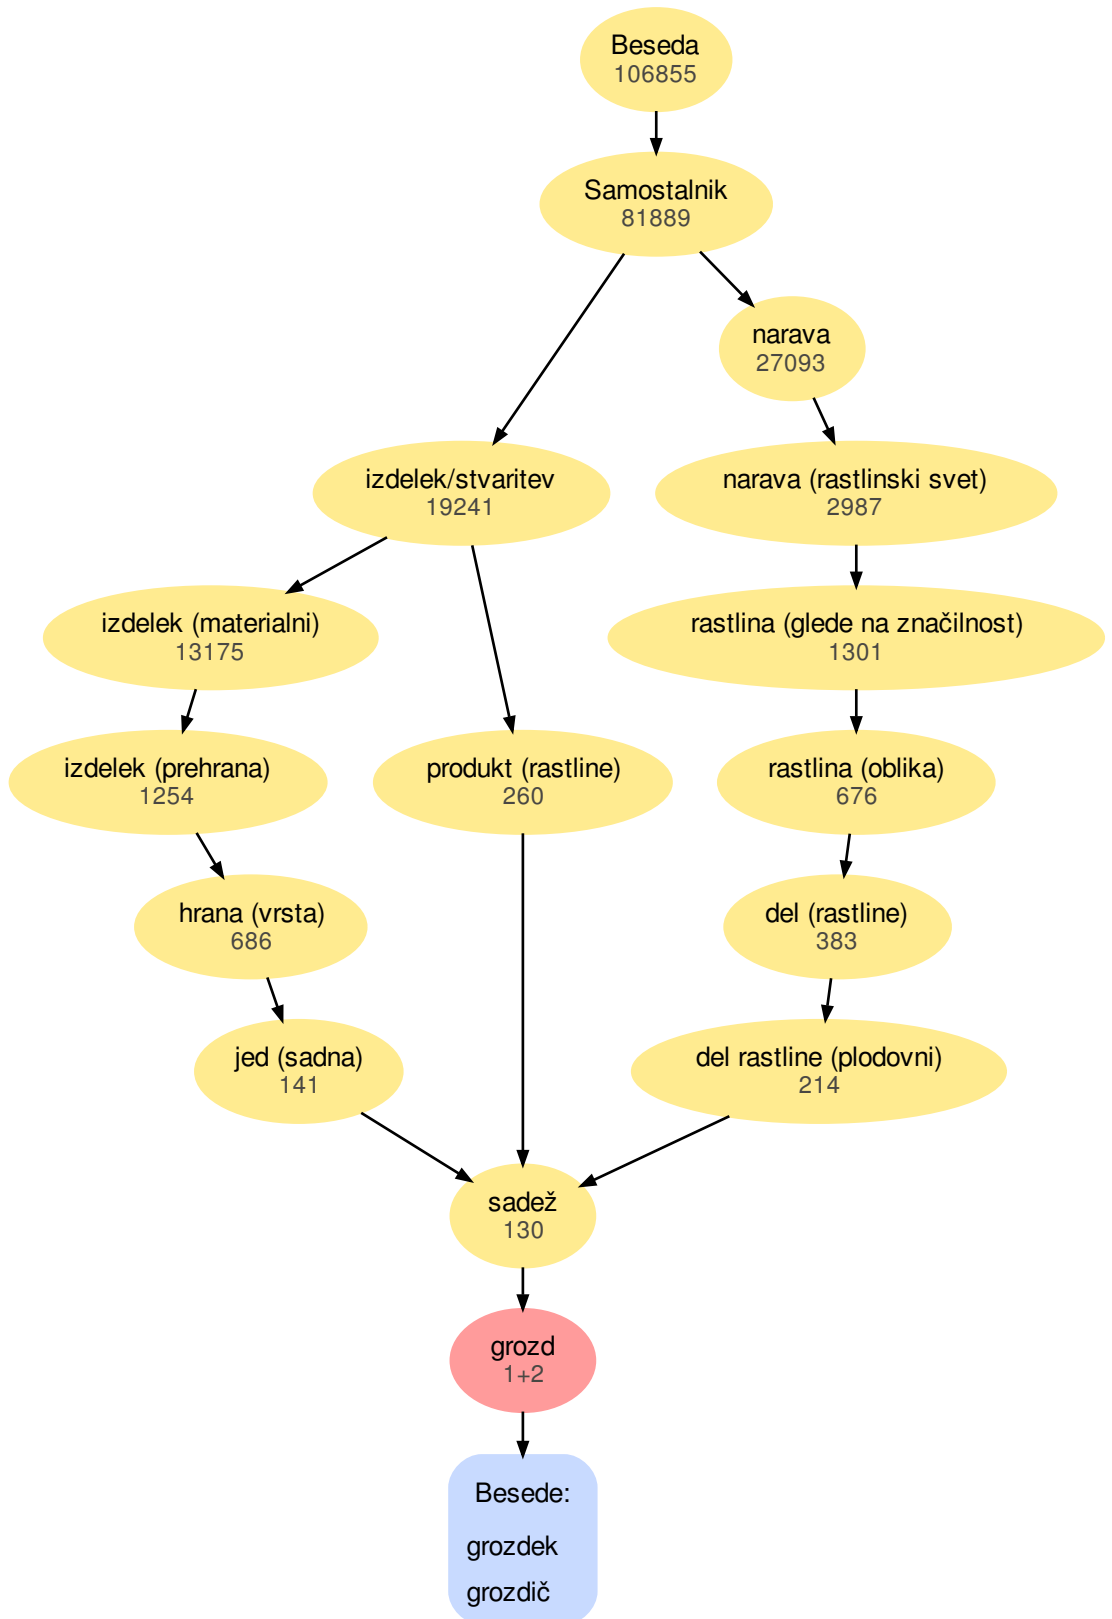 Beseda
106855
Samostalnik
81889
narava
27093
izdelek/stvaritev
19241
narava (rastlinski svet)
2987
izdelek (materialni)
13175
rastlina (glede na značilnost)
1301
izdelek (prehrana)
1254
produkt (rastline)
260
rastlina (oblika)
676
hrana (vrsta)
686
del (rastline)
383
jed (sadna)
141
del rastline (plodovni)
214
sadež
130
grozd
1+2
Besede:
grozdek
grozdič